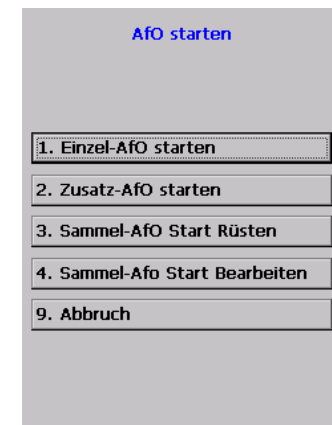 AfO starten
1. Einzel-AfO starten
2. Zusatz-AfO starten
3. Sammel-AfO Start Rüsten
4. Sammel-Afo Start Bearbeiten
9. Abbruch